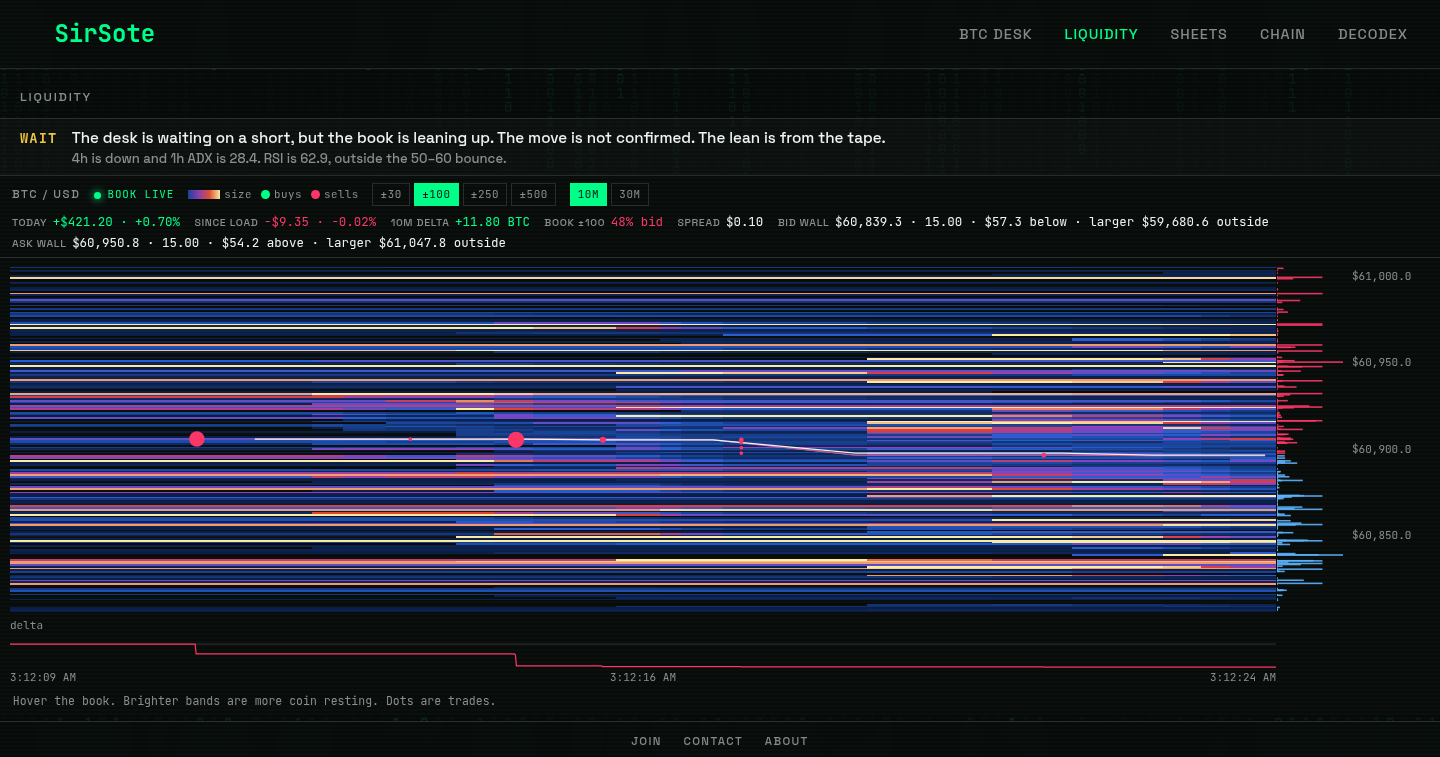 SirSote
BTC DESK LIQUIDITY SHEETS CHAIN DECODEX
LIQUIDITY
WAIT The desk is waiting on a short, but the book is leaning up. The move is not confirmed. The lean is from the tape.
4h is down and 1h ADX is 28.4. RSI is 62.9, outside the 50–60 bounce.
BTC / USD BOOK LIVE size buys sells ±30 ±100 ±250 ±500 10M 30M
TODAY +$421.20 · +0.70% SINCE LOAD -$9.35 · -0.02% 10M DELTA +11.80 BTC BOOK ±100 48% bid SPREAD $0.10 BID WALL $60,839.3 · 15.00 · $57.3 below · larger $59,680.6 outside
ASK WALL $60,950.8 · 15.00 · $54.2 above · larger $61,047.8 outside
$61,000.0
$60,950.0
$60,900.0
$60,850.0
delta
3:12:09 AM 3:12:16 AM 3:12:24 AM
Hover the book. Brighter bands are more coin resting. Dots are trades.
JOIN CONTACT ABOUT